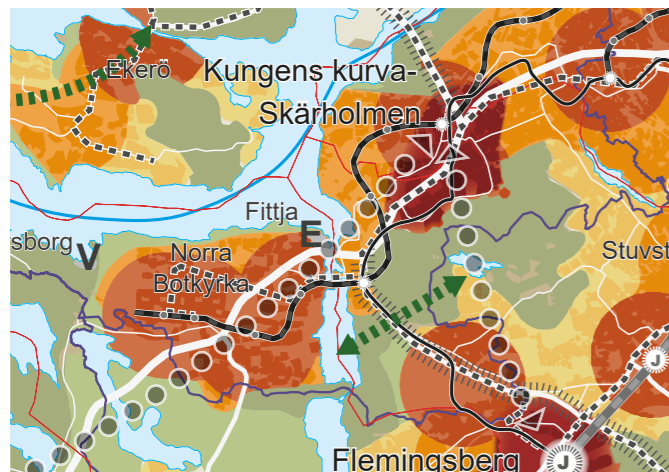 Ekerö
Kungens kurva-
Skärholmen
Fittja
E
sborg
V
Norra
Botkyrka
Stuvst
J
Flemingsberg
J